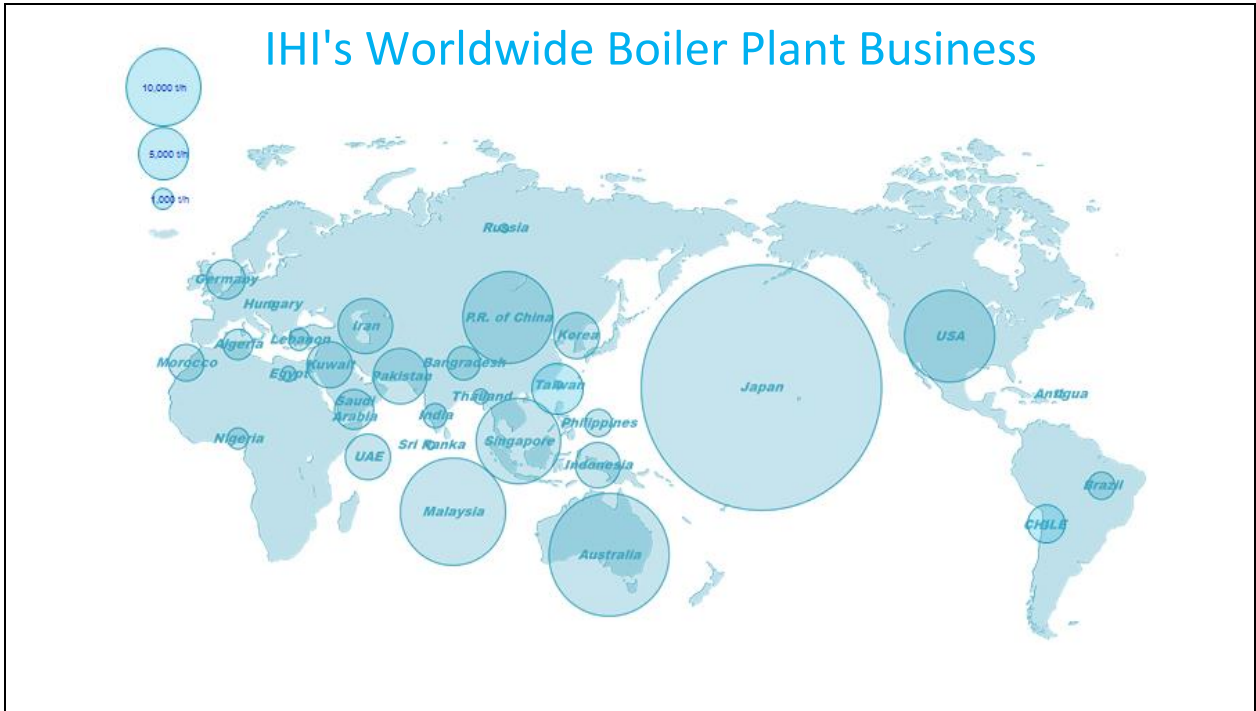 IHI's Worldwide Boiler Plant Business
10,000 t/h
5,000 t/h
1,000 t/h
Russia
Germany
Hungary
P.R. of China
Iran
Korea
USA
Algeria
Lebanon
Morocco
Kuwait
Bangradesh
Egypt
Pakistan
Taiwan
Japan
Thailand
Antigua
Saudi
Arabia
India
Philippines
Nigeria
Sri Ranka
Singapore
UAE
Indonesia
Brazil
Malaysia
CHILE
Australia